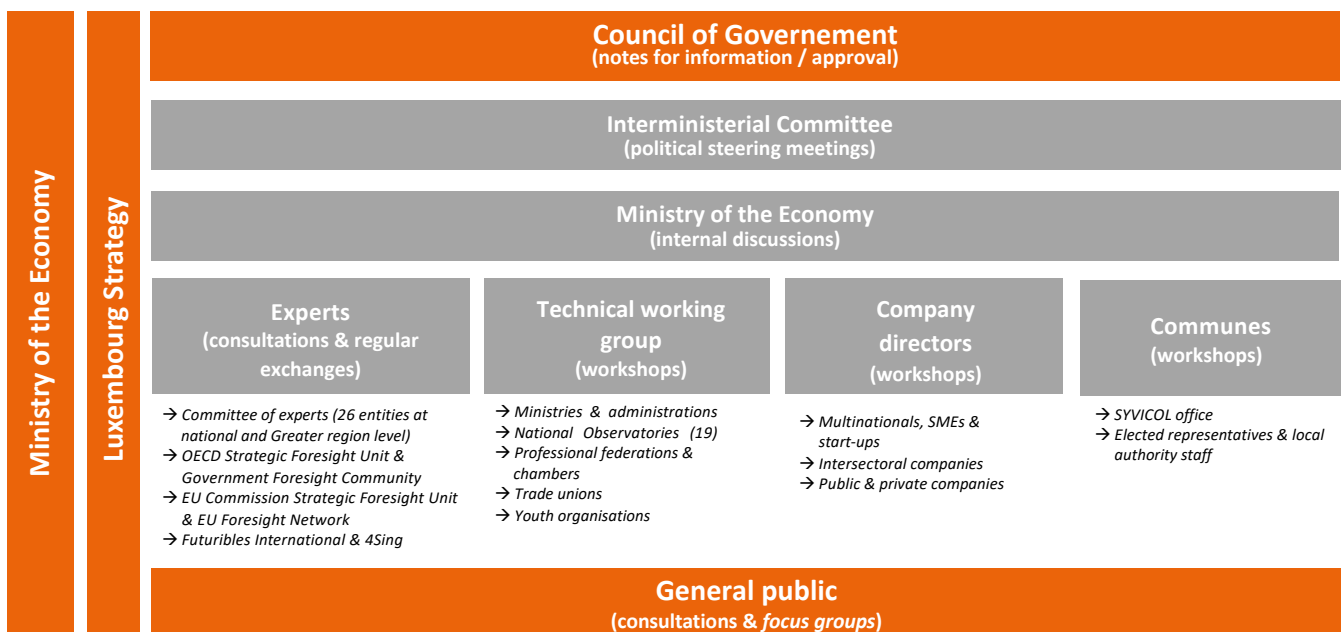 Ministry of the Economy
Luxembourg Strategy
Council of Governement
(notes for information / approval)
Interministerial Committee
(political steering meetings)
Ministry of the Economy
(internal discussions)
Experts
(consultations & regular
exchanges)
→ Committee of experts (26 entities at
national and Greater region level)
→ OECD Strategic Foresight Unit &
Government Foresight Community
→ EU Commission Strategic Foresight Unit
& EU Foresight Network
→ Futuribles International & 4Sing
Technical working
group
(workshops)
→ Ministries & administrations
→ National Observatories (19)
→ Professional federations &
chambers
→ Trade unions
→ Youth organisations
Company
directors
(workshops)
→ Multinationals, SMEs &
start-ups
→ Intersectoral companies
→ Public & private companies
Communes
(workshops)
→ SYVICOL office
→ Elected representatives & local
authority staff
General public
(consultations & focus groups)